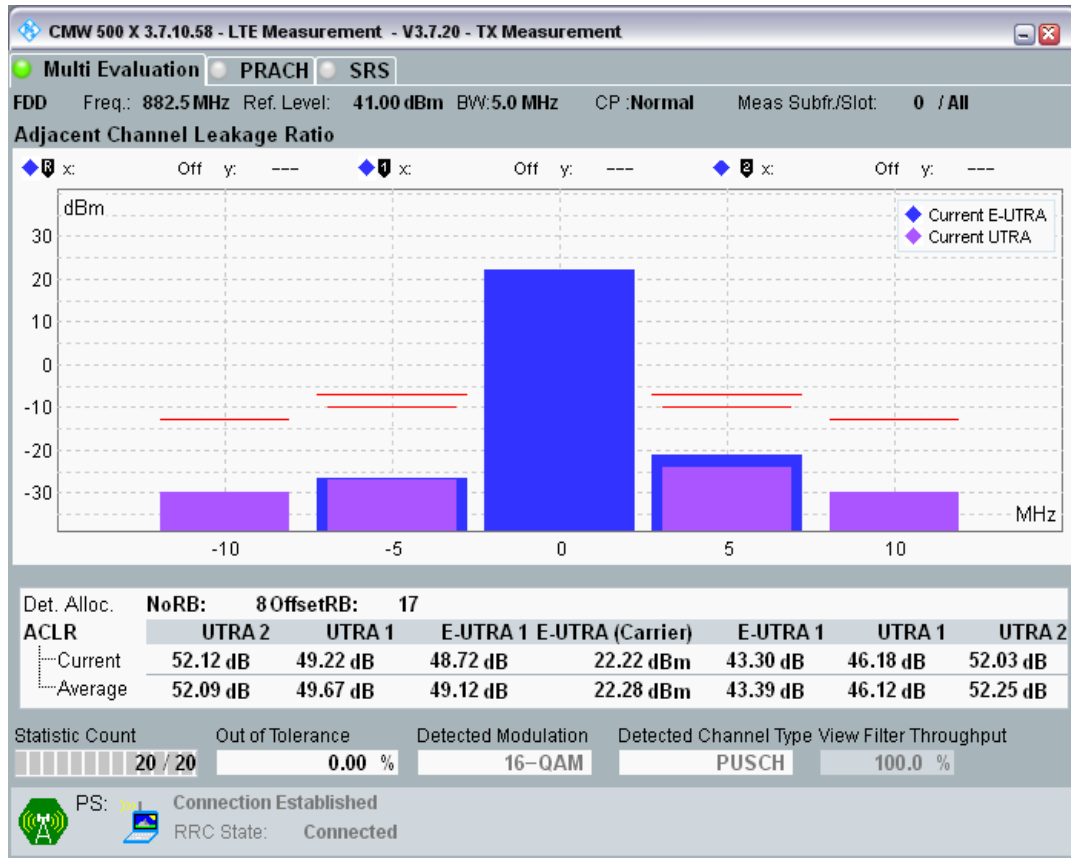 CMW 500 X 3.7.10.58 - LTE Measurement - V3.7.20 - TX Measurement
Multi Evaluation PRACH SRS
FDD Freq.: 882.5 MHz Ref. Level: 41.00 dBm BW: 5.0 MHz CP :Normal Meas Subfr./Slot: 0 / All
Adjacent Channel Leakage Ratio
R x: Off y: --- 1 x: Off y: --- 2 x: Off y: ---
dBm
Current E-UTRA
Current UTRA
30
20
10
0
-10
-20
-30
MHz
-10 -5 0 5 10
Det. Alloc. NoRB: 8 OffsetRB: 17
ACLR UTRA 2 UTRA 1 E-UTRA 1 E-UTRA (Carrier) E-UTRA 1 UTRA 1 UTRA 2
Current 52.12 dB 49.22 dB 48.72 dB 22.22 dBm 43.30 dB 46.18 dB 52.03 dB
Average 52.09 dB 49.67 dB 49.12 dB 22.28 dBm 43.39 dB 46.12 dB 52.25 dB
Statistic Count Out of Tolerance Detected Modulation Detected Channel Type View Filter Throughput
20 / 20 0.00 % 16-QAM PUSCH 100.0 %
PS: Connection Established
RRC State: Connected